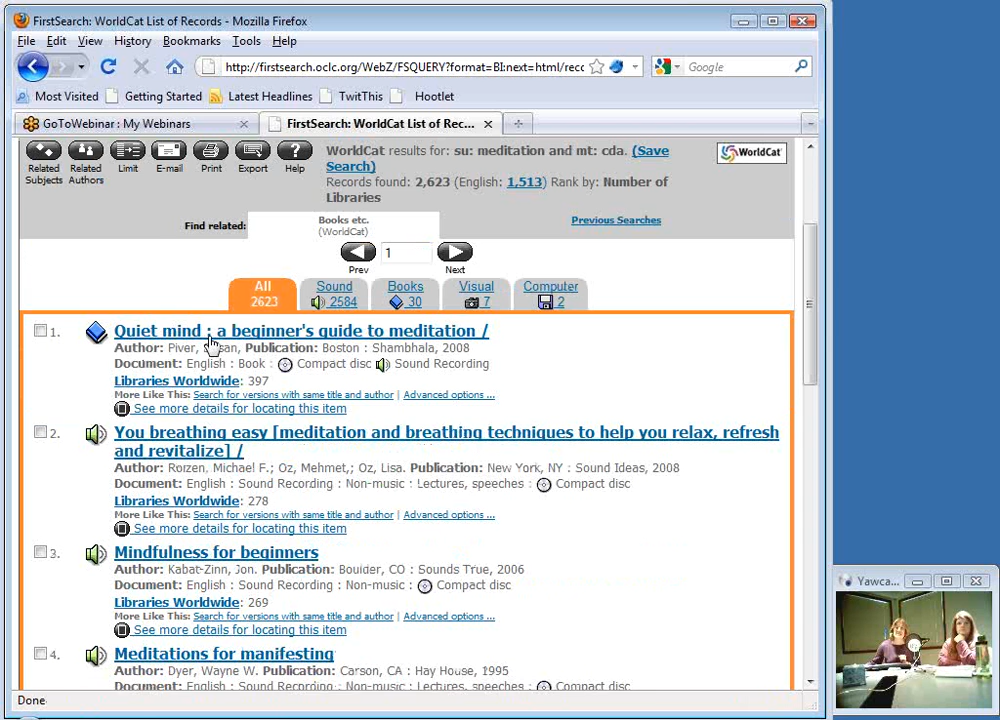 FirstSearch: WorldCat List of Records - Mozilla Firefox
File Edit View History Bookmarks Tools Help
http://firstsearch.oclc.org/WebZ/FSQUERY?format=BI:next=html/recc
Google
Most Visited Getting Started Latest Headlines TwitThis Hootlet
GoToWebinar : My Webinars
FirstSearch: WorldCat List of Rec...
Related Subjects
Related Authors
Limit
E-mail
Print
Export
Help
WorldCat results for: su: meditation and mt: cda. (Save
Search)
Records found: 2,623 (English: 1,513) Rank by: Number of
Libraries
WorldCat
Find related:
Books etc.
(WorldCat)
Previous Searches
Prev
1
Next
All
2623
Sound
2584
Books
30
Visual
7
Computer
2
1. Quiet mind : a beginner's guide to meditation /
Author: Piver, Susan, Publication: Boston : Shambhala, 2008
Document: English : Book : Compact disc Sound Recording
Libraries Worldwide: 397
More Like This: Search for versions with same title and author | Advanced options ...
See more details for locating this item
2. You breathing easy [meditation and breathing techniques to help you relax, refresh
and revitalize] /
Author: Roizen, Michael F.; Oz, Mehmet,; Oz, Lisa. Publication: New York, NY : Sound Ideas, 2008
Document: English : Sound Recording : Non-music : Lectures, speeches : Compact disc
Libraries Worldwide: 278
More Like This: Search for versions with same title and author | Advanced options ...
See more details for locating this item
3. Mindfulness for beginners
Author: Kabat-Zinn, Jon. Publication: Boulder, CO : Sounds True, 2006
Document: English : Sound Recording : Non-music : Compact disc
Libraries Worldwide: 269
More Like This: Search for versions with same title and author | Advanced options ...
See more details for locating this item
4. Meditations for manifesting
Author: Dyer, Wayne W. Publication: Carson, CA : Hay House, 1995
Document: English : Sound Recording : Non-music : Lectures, speeches : Compact disc
Done
Yawca...